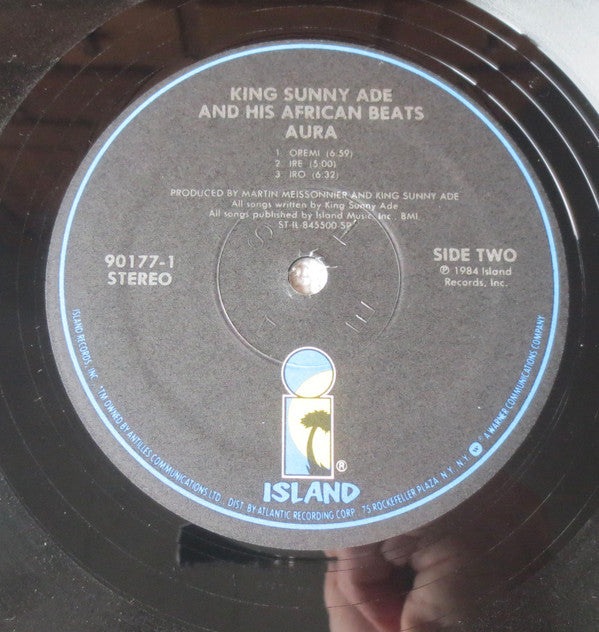 KING SUNNY ADE
AND HIS AFRICAN BEATS
AURA
1 OREMI (6:59)
2 IRE (5:00)
3 IRO (6:32)
PRODUCED BY MARTIN MEISSONNIER AND KING SUNNY ADE
All songs written by King Sunny Ade
All songs published by Island Music, Inc., BMI.
ST-IL-845500 SP
90177-1
STEREO
SIDE TWO
℗ 1984 Island
Records, Inc.
®
ISLAND
ISLAND RECORDS, INC. TM OWNED BY ANTILLES COMMUNICATIONS LTD. DIST. BY ATLANTIC RECORDING CORP. 75 ROCKEFELLER PLAZA N.Y., N.Y. A WARNER COMMUNICATIONS COMPANY